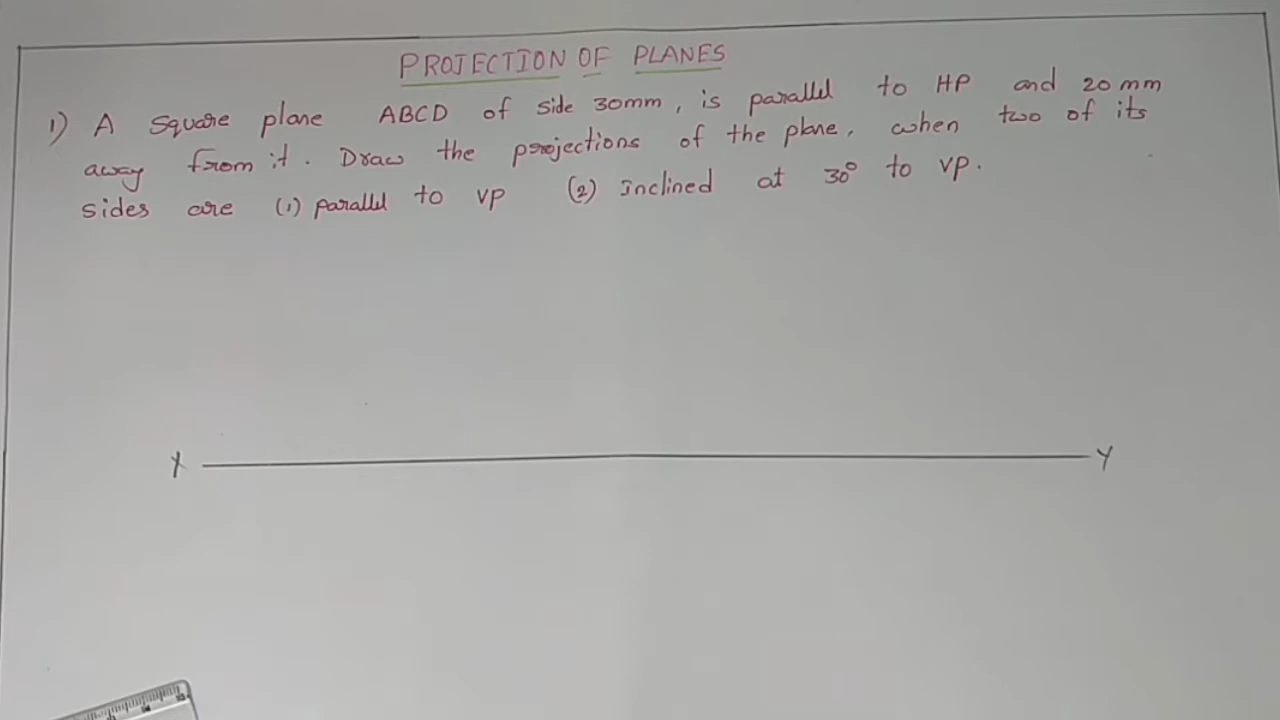 PROJECTION OF PLANES
1) A square plane ABCD of side 30mm, is parallel to HP and 20mm
away from it. Draw the projections of the plane, when two of its
sides are (1) parallel to VP (2) Inclined at 30° to VP.
X Y